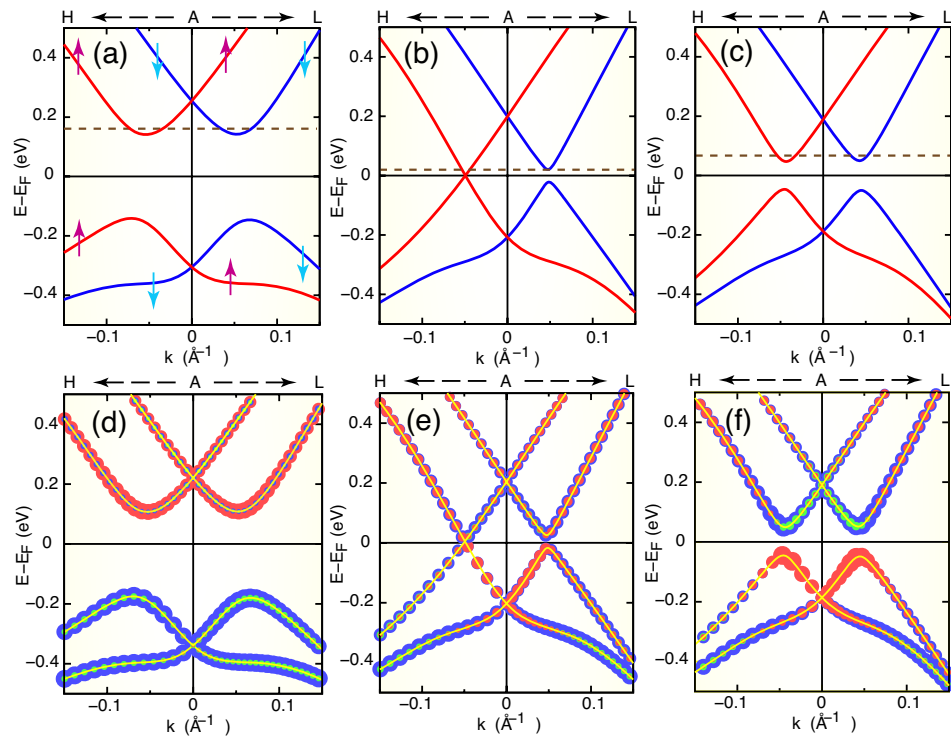 H A L H A L H A L
(a) (b) (c)
0.4 0.4 0.4
0.2 0.2 0.2
E−E_F (eV) E−E_F (eV) E−E_F (eV)
0 0 0
−0.2 −0.2 −0.2
−0.4 −0.4 −0.4
−0.1 0 0.1 −0.1 0 0.1 −0.1 0 0.1
k (Å⁻¹) k (Å⁻¹) k (Å⁻¹)
H A L H A L H A L
(d) (e) (f)
0.4 0.4 0.4
0.2 0.2 0.2
E−E_F (eV) E−E_F (eV) E−E_F (eV)
0 0 0
−0.2 −0.2 −0.2
−0.4 −0.4 −0.4
−0.1 0 0.1 −0.1 0 0.1 −0.1 0 0.1
k (Å⁻¹) k (Å⁻¹) k (Å⁻¹)